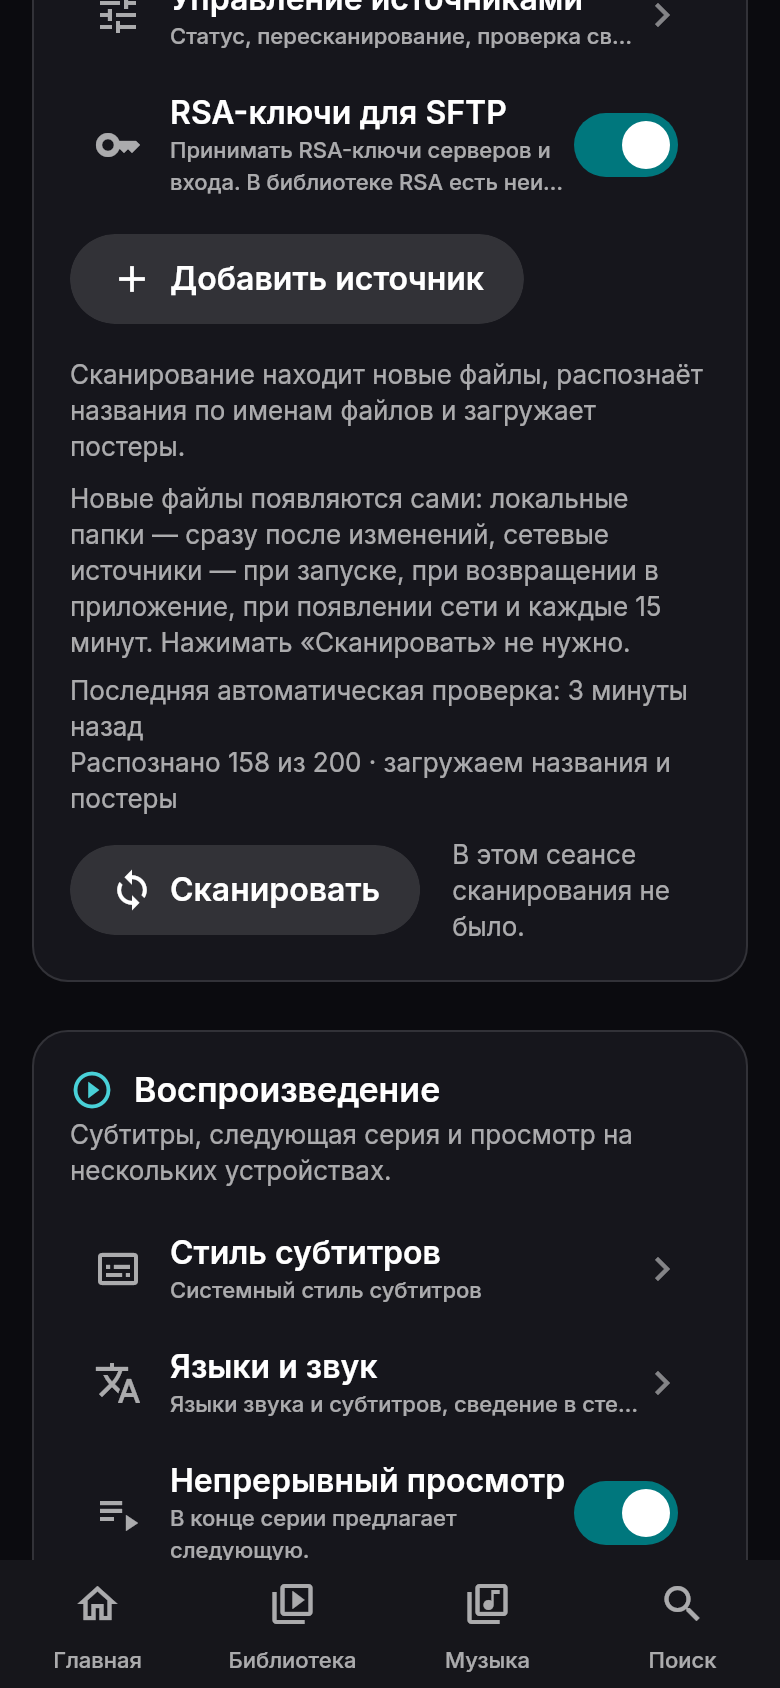 Управление источниками
Статус, пересканирование, проверка св...
RSA-ключи для SFTP
Принимать RSA-ключи серверов и
входа. В библиотеке RSA есть неи...
Добавить источник
Сканирование находит новые файлы, распознаёт
названия по именам файлов и загружает
постеры.
Новые файлы появляются сами: локальные
папки — сразу после изменений, сетевые
источники — при запуске, при возвращении в
приложение, при появлении сети и каждые 15
минут. Нажимать «Сканировать» не нужно.
Последняя автоматическая проверка: 3 минуты
назад
Распознано 158 из 200 · загружаем названия и
постеры
Сканировать
В этом сеансе
сканирования не
было.
Воспроизведение
Субтитры, следующая серия и просмотр на
нескольких устройствах.
Стиль субтитров
Системный стиль субтитров
Языки и звук
Языки звука и субтитров, сведение в сте...
Непрерывный просмотр
В конце серии предлагает
следующую.
Главная
Библиотека
Музыка
Поиск